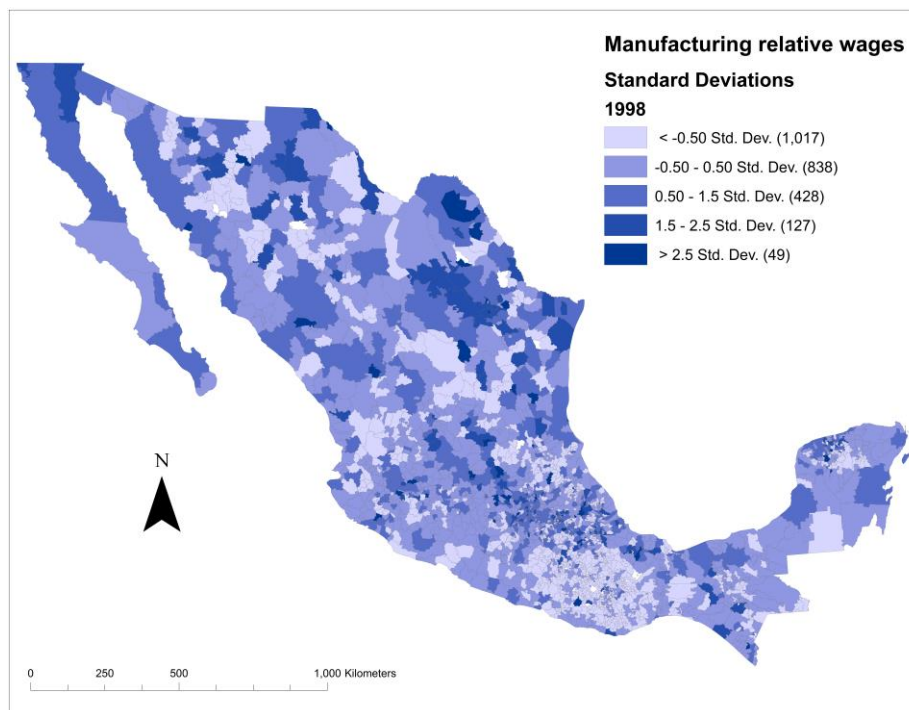 Manufacturing relative wages
Standard Deviations
1998
< -0.50 Std. Dev. (1,017)
-0.50 - 0.50 Std. Dev. (838)
0.50 - 1.5 Std. Dev. (428)
1.5 - 2.5 Std. Dev. (127)
> 2.5 Std. Dev. (49)
N
0 250 500 1,000 Kilometers